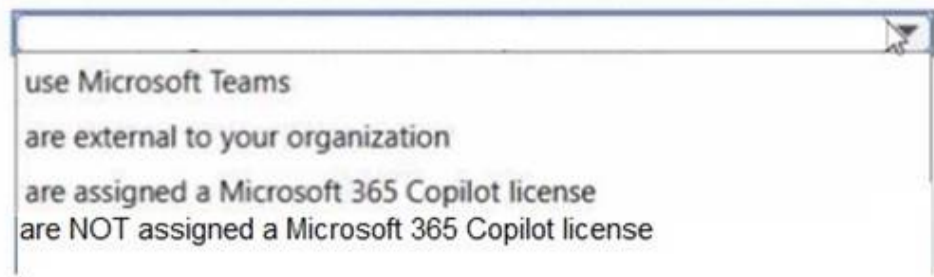 use Microsoft Teams
are external to your organization
are assigned a Microsoft 365 Copilot license
are NOT assigned a Microsoft 365 Copilot license